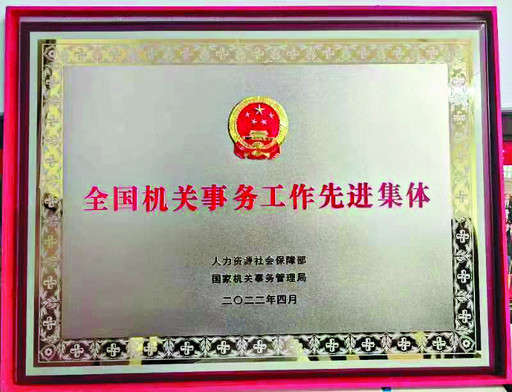 全国机关事务工作先进集体
人力资源社会保障部
国家机关事务管理局
二〇二二年四月